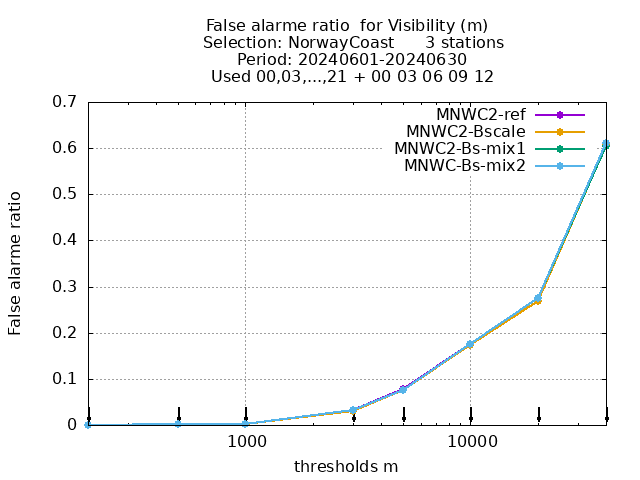 False alarme ratio  for Visibility (m)
Selection: NorwayCoast      3 stations
Period: 20240601-20240630
Used 00,03,...,21 + 00 03 06 09 12
MNWC2-ref
MNWC2-Bscale
MNWC2-Bs-mix1
MNWC-Bs-mix2
False alarme ratio
0.7
0.6
0.5
0.4
0.3
0.2
0.1
0
1000
10000
thresholds m